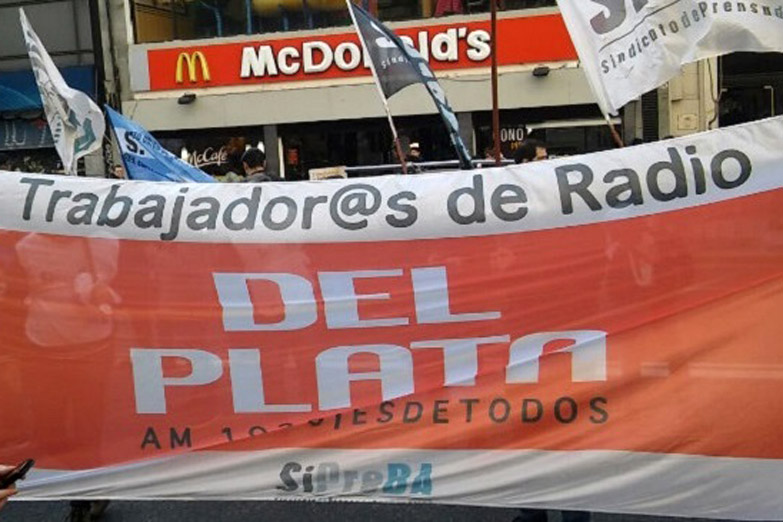 McDonald's
Sindicato de Prensa
McCafé
Trabajador@s de Radio
DEL
PLATA
AM ESDETODOS
SiPreBA